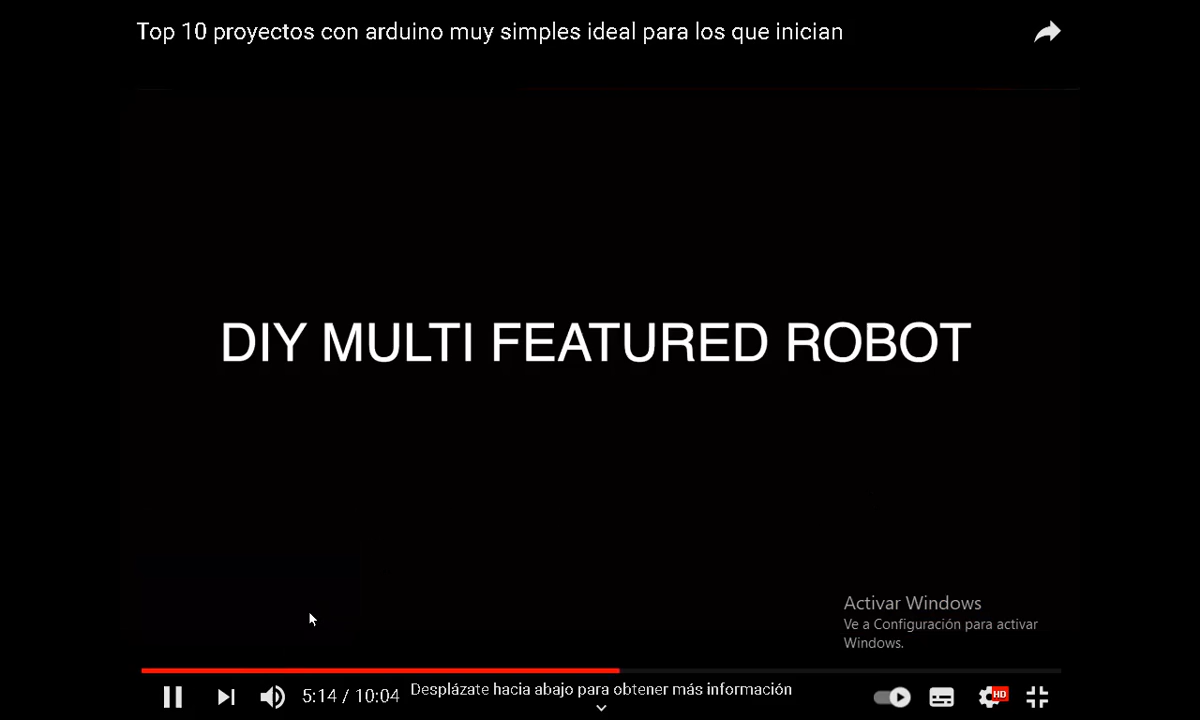 Top 10 proyectos con arduino muy simples ideal para los que inician
DIY MULTI FEATURED ROBOT
Activar Windows
Ve a Configuración para activar
Windows.
5:14 / 10:04
Desplázate hacia abajo para obtener más información
HD